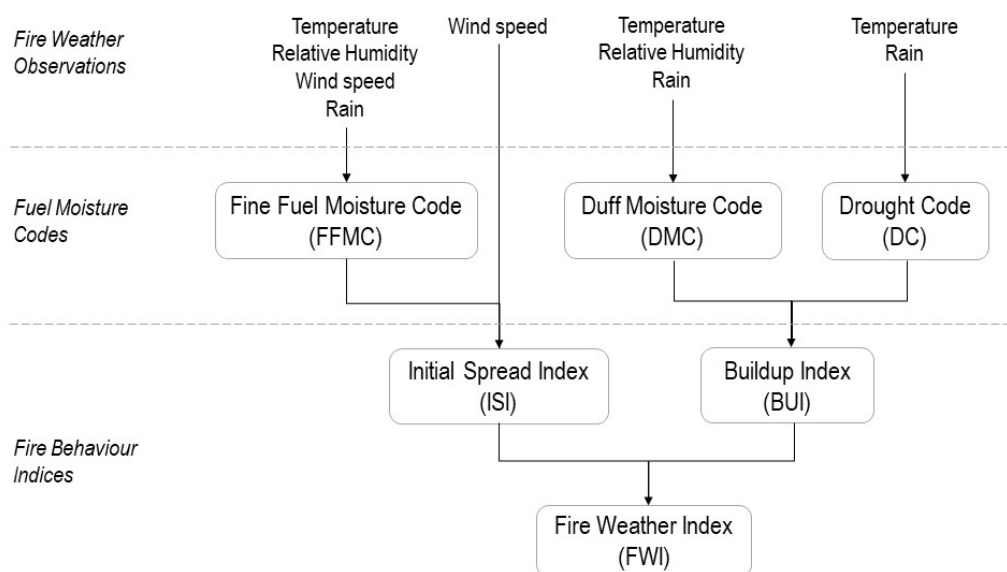 Fire Weather
Observations
Temperature
Relative Humidity
Wind speed
Rain
Wind speed
Temperature
Relative Humidity
Rain
Temperature
Rain
Fuel Moisture
Codes
Fine Fuel Moisture Code
(FFMC)
Duff Moisture Code
(DMC)
Drought Code
(DC)
Fire Behaviour
Indices
Initial Spread Index
(ISI)
Buildup Index
(BUI)
Fire Weather Index
(FWI)